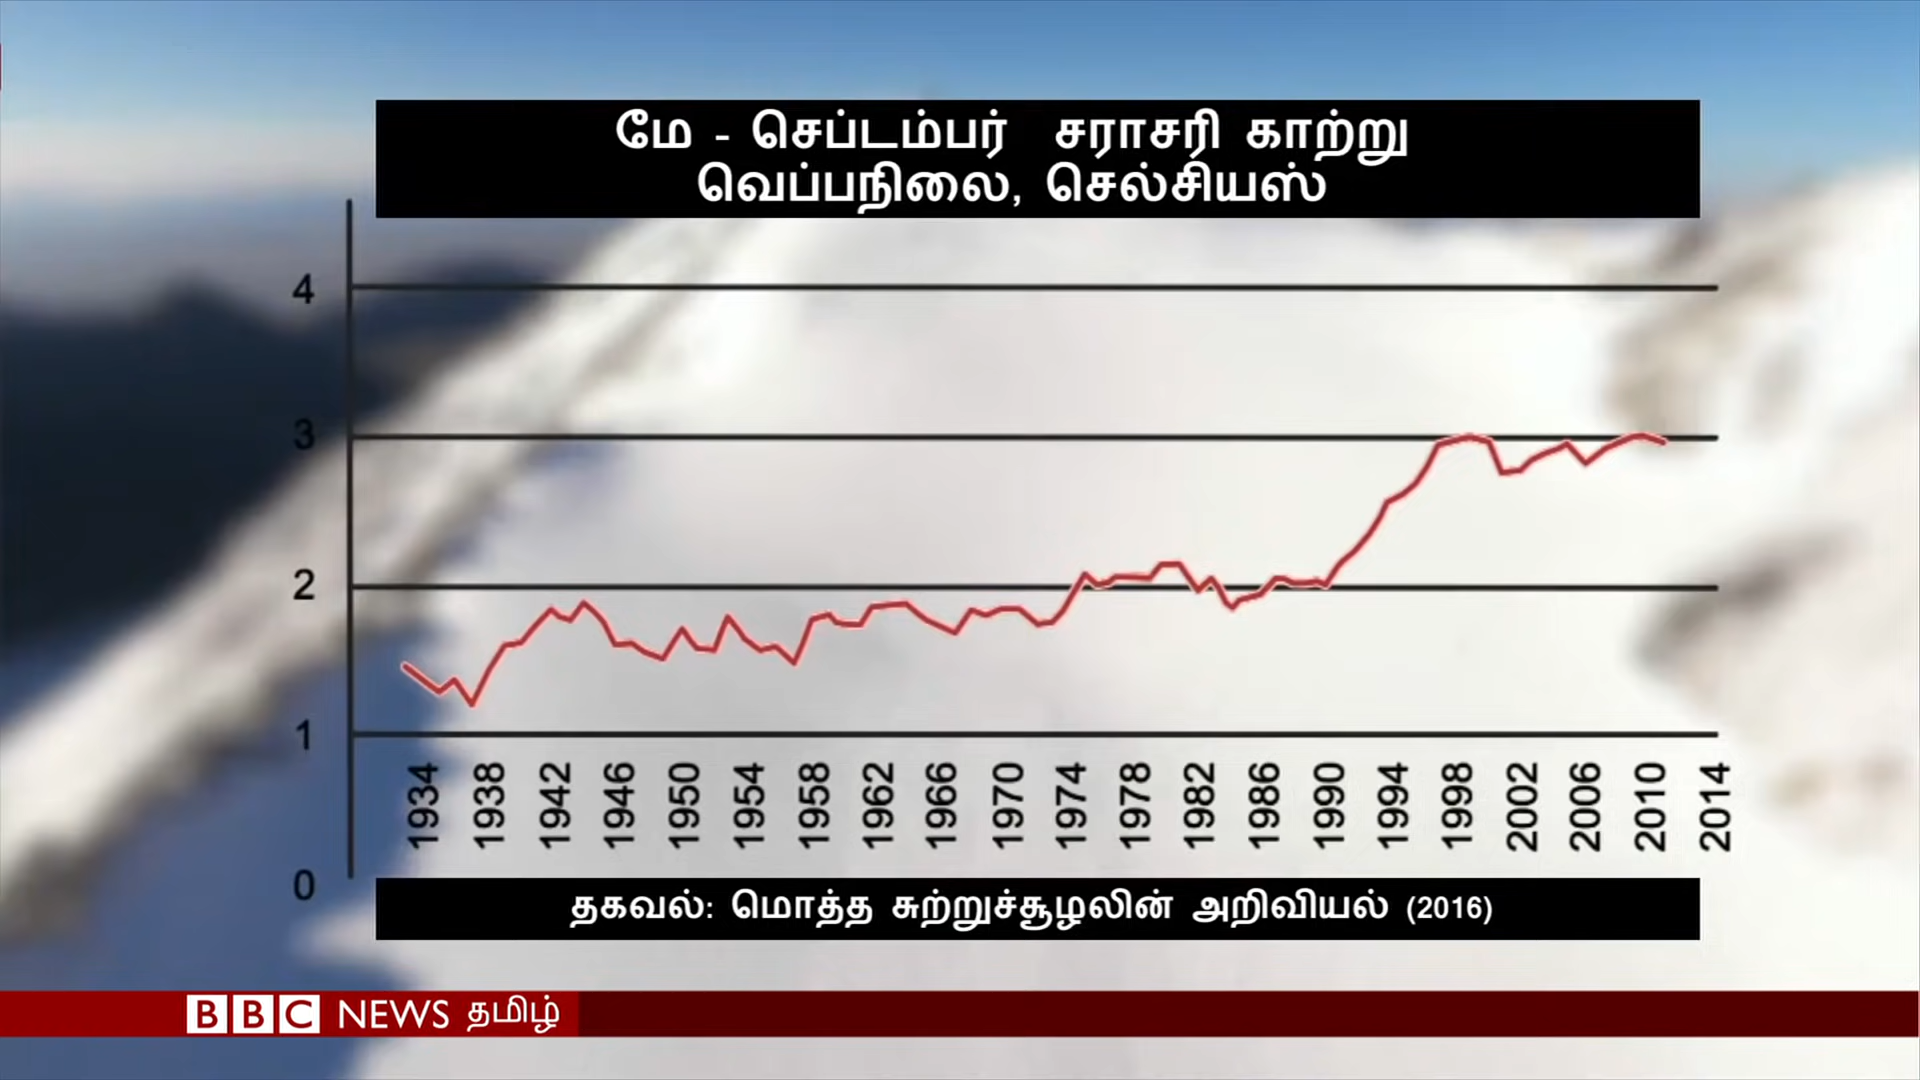 மே - செப்டம்பர் சராசரி காற்று
வெப்பநிலை, செல்சியஸ்
4
3
2
1
0
1934 1938 1942 1946 1950 1954 1958 1962 1966 1970 1974 1978 1982 1986 1990 1994 1998 2002 2006 2010 2014
தகவல்: மொத்த சுற்றுச்சூழலின் அறிவியல் (2016)
BBC NEWS தமிழ்